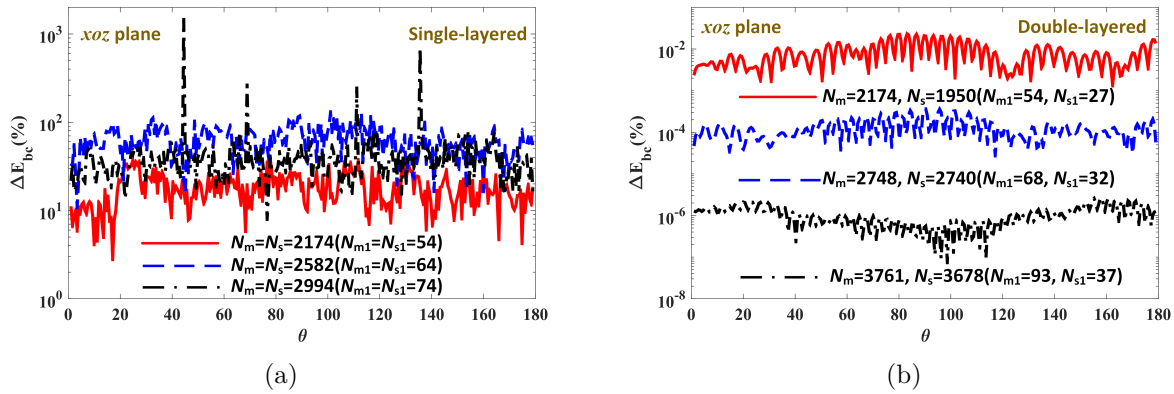 xoz plane
Single-layered
ΔE_bc(%)
10^3
10^2
10^1
10^0
N_m=N_s=2174(N_m1=N_s1=54)
N_m=N_s=2582(N_m1=N_s1=64)
N_m=N_s=2994(N_m1=N_s1=74)
0 20 40 60 80 100 120 140 160 180
θ
(a)
xoz plane
Double-layered
ΔE_bc(%)
10^-2
10^-4
10^-6
10^-8
N_m=2174, N_s=1950(N_m1=54, N_s1=27)
N_m=2748, N_s=2740(N_m1=68, N_s1=32)
N_m=3761, N_s=3678(N_m1=93, N_s1=37)
0 20 40 60 80 100 120 140 160 180
θ
(b)